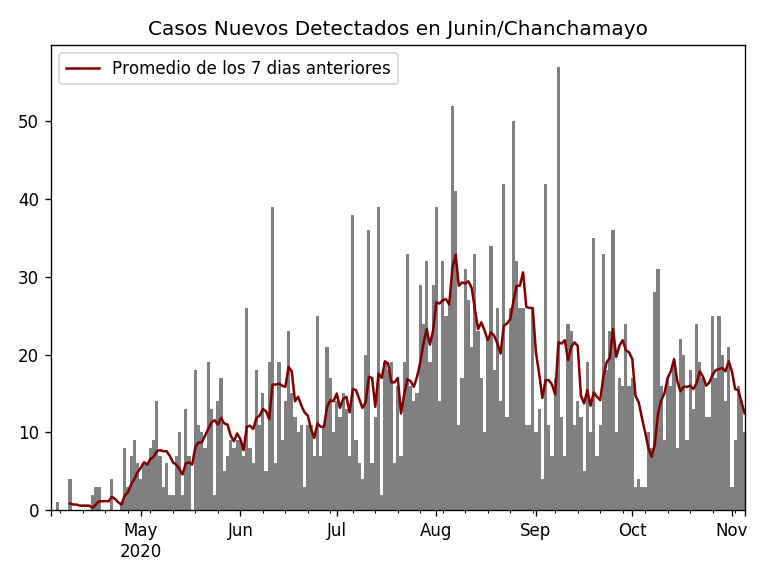 Casos Nuevos Detectados en Junin/Chanchamayo
Promedio de los 7 dias anteriores
50
40
30
20
10
0
May Jun Jul Aug Sep Oct Nov
2020